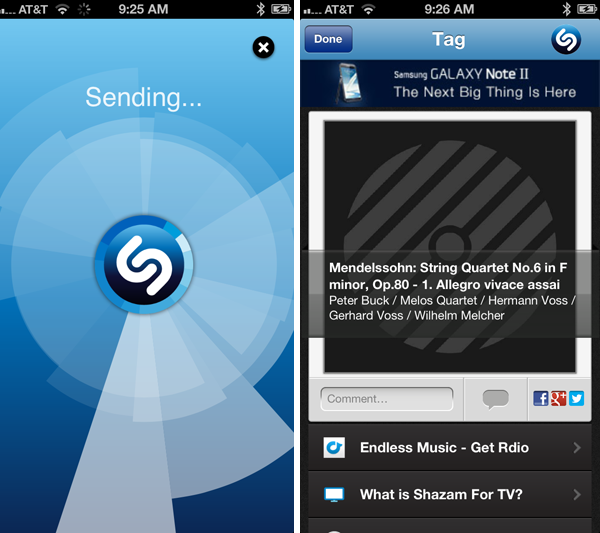 AT&T 9:25 AM
Sending...
AT&T 9:26 AM
Done Tag
SAMSUNG GALAXY Note II
The Next Big Thing Is Here
Mendelssohn: String Quartet No.6 in F
minor, Op.80 - 1. Allegro vivace assai
Peter Buck / Melos Quartet / Hermann Voss /
Gerhard Voss / Wilhelm Melcher
Comment...
Endless Music - Get Rdio
What is Shazam For TV?